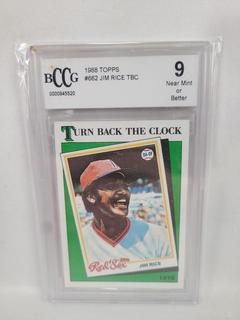 BCCG
0000845520
1988 TOPPS
#662 JIM RICE TBC
9
Near Mint
or
Better
TURN BACK THE CLOCK
Red Sox
JIM RICE